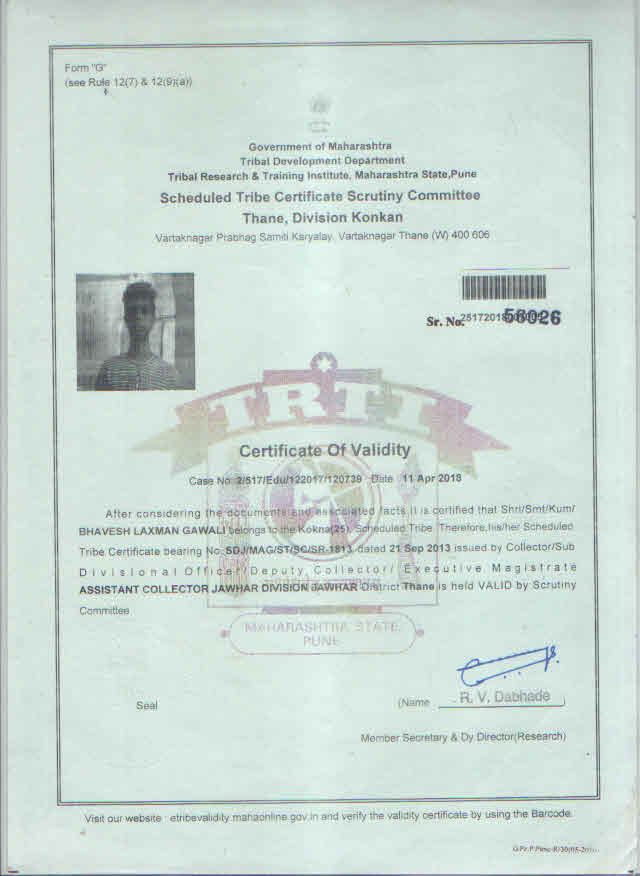 Form "G"
(see Rule 12(7) & 12(9)(a))
Government of Maharashtra
Tribal Development Department
Tribal Research & Training Institute, Maharashtra State,Pune
Scheduled Tribe Certificate Scrutiny Committee
Thane, Division Konkan
Vartaknagar Prabhag Samiti Karyalay, Vartaknagar Thane (W) 400 606
Sr. No. 56026
TRTI
Certificate Of Validity
Case No: 2/517/Edu/122017/120739 Date 11 Apr 2018
After considering the documents and associated facts it is certified that Shri/Smt/Kum/
BHAVESH LAXMAN GAWALI belongs to the Kokna(25), Scheduled Tribe. Therefore,his/her Scheduled
Tribe Certificate bearing No. SDJ/MAG/ST/SC/SR-1813 dated 21 Sep 2013 issued by Collector/Sub
Divisional Officer/Deputy Collector/ Executive Magistrate
ASSISTANT COLLECTOR JAWHAR DIVISION JAWHAR District Thane is held VALID by Scrutiny
Committee
MAHARASHTRA STATE,
PUNE
Seal
(Name R. V. Dabhade )
Member Secretary & Dy.Director(Research)
Visit our website : etribevalidity.mahaonline.gov.in and verify the validity certificate by using the Barcode.